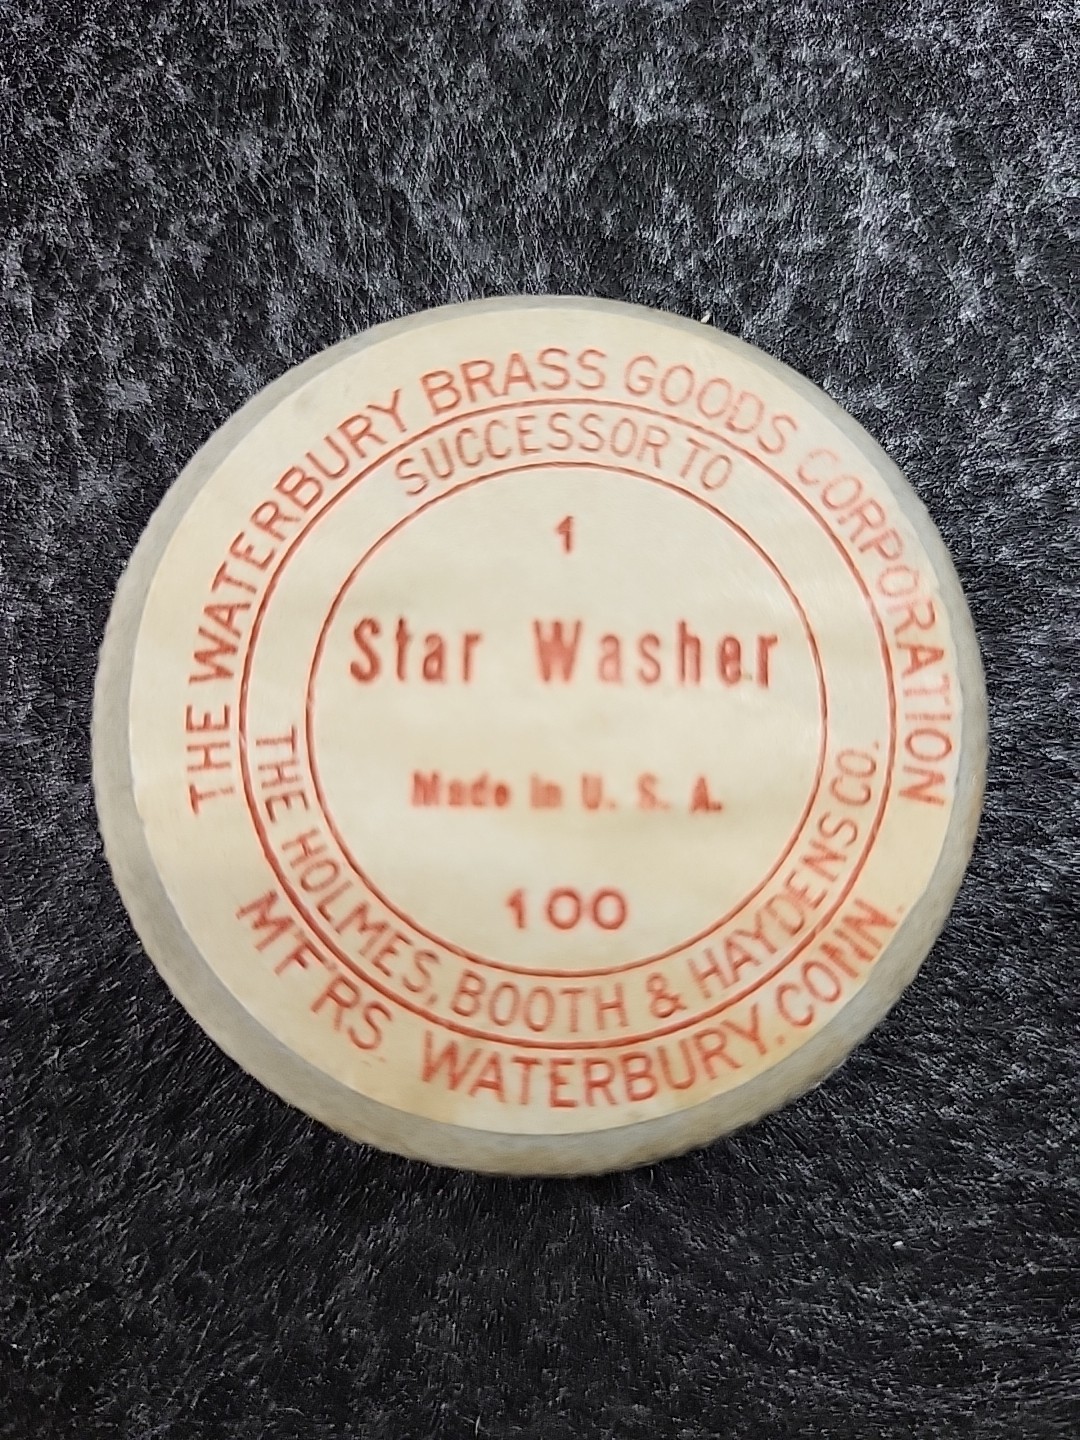 THE WATERBURY BRASS GOODS CORPORATION
SUCCESSOR TO
1
Star Washer
Made in U. S. A.
100
THE HOLMES, BOOTH & HAYDENS CO.
M'F'RS. WATERBURY. CONN.